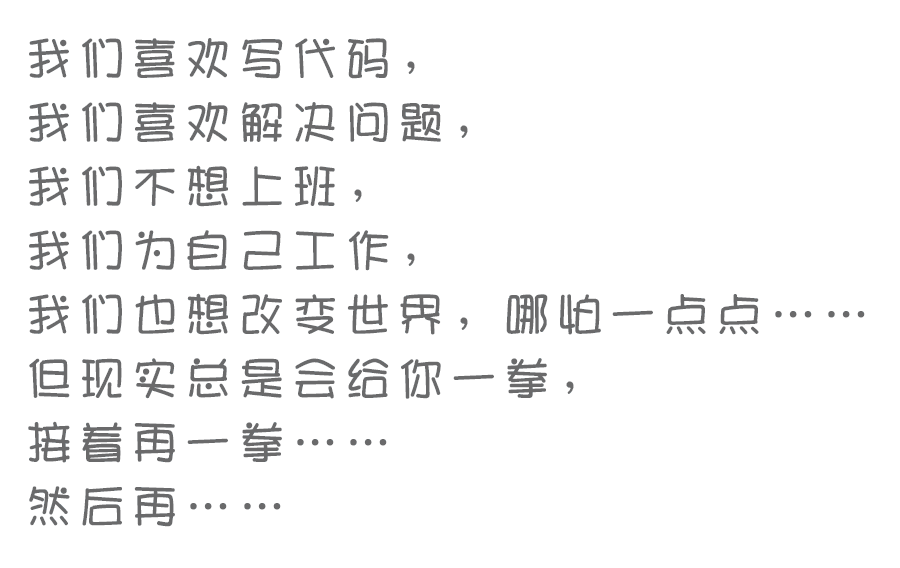 我们喜欢写代码，
我们喜欢解决问题，
我们不想上班，
我们为自己工作，
我们也想改变世界，哪怕一点点……
但现实总是会给你一拳，
接着再一拳……
然后再……